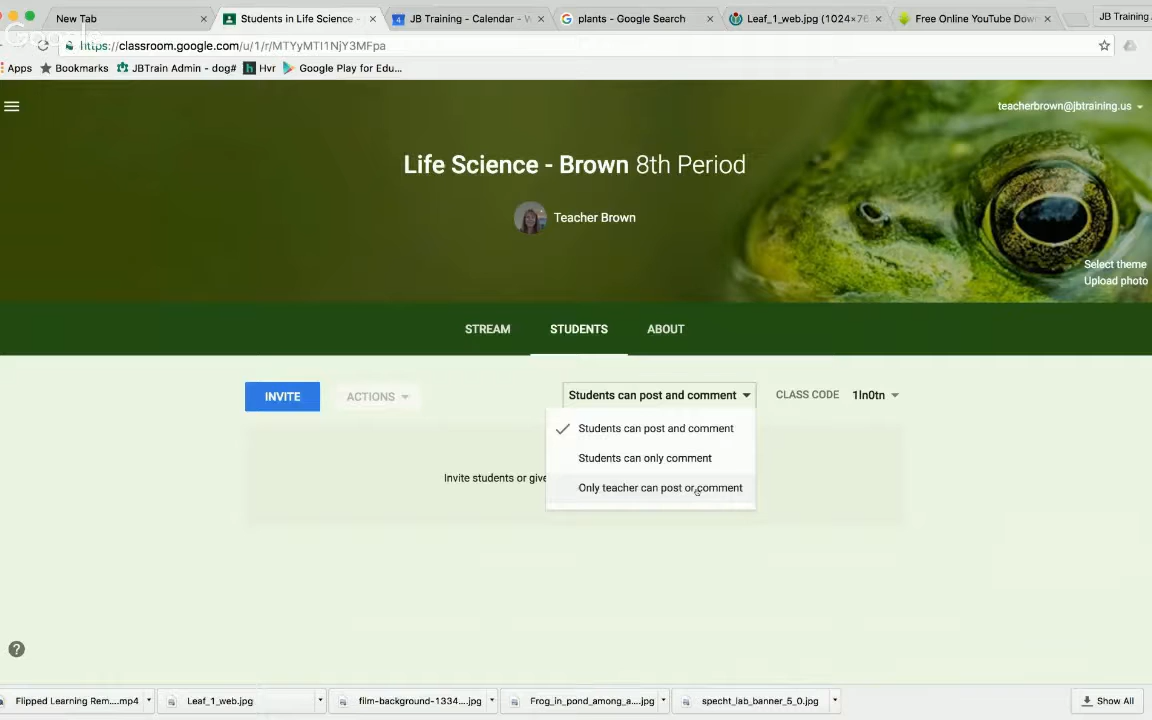 New Tab
Students in Life Science -
JB Training - Calendar - W
plants - Google Search
Leaf_1_web.jpg (1024×76
Free Online YouTube Dow
JB Training
Google
https://classroom.google.com/u/1/r/MTYyMTI1NjY3MFpa
Apps
Bookmarks
JBTrain Admin - dog#
Hvr
Google Play for Edu...
teacherbrown@jbtraining.us
Life Science - Brown 8th Period
Teacher Brown
Select theme
Upload photo
STREAM
STUDENTS
ABOUT
INVITE
ACTIONS
Students can post and comment
CLASS CODE
1ln0tn
Students can post and comment
Students can only comment
Invite students or give
Only teacher can post or comment
?
Flipped Learning Rem....mp4
Leaf_1_web.jpg
film-background-1334....jpg
Frog_in_pond_among_a....jpg
specht_lab_banner_5_0.jpg
Show All